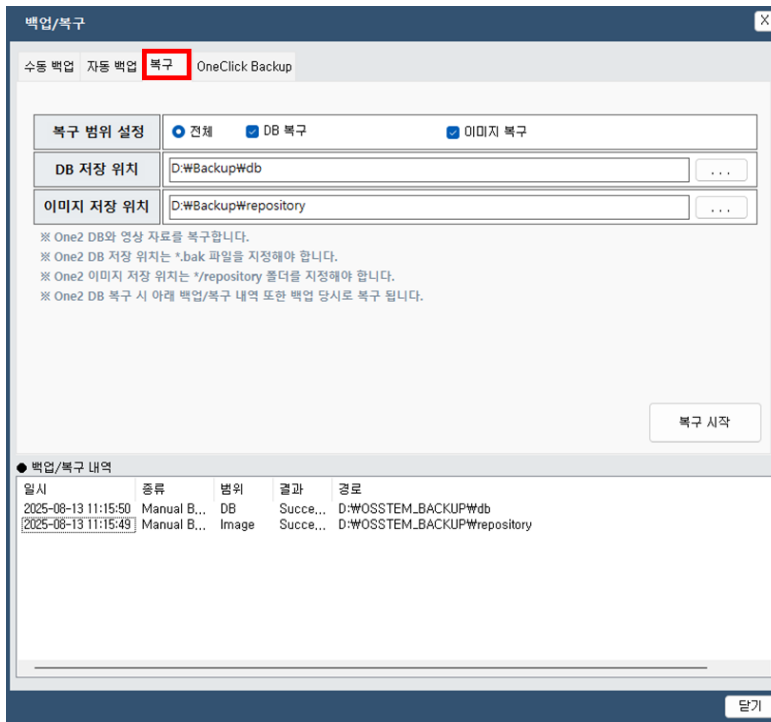 백업/복구
X
수동 백업 자동 백업 복구 OneClick Backup
복구 범위 설정 전체 DB 복구 이미지 복구
DB 저장 위치 D:₩Backup₩db ...
이미지 저장 위치 D:₩Backup₩repository ...
※ One2 DB와 영상 자료를 복구합니다.
※ One2 DB 저장 위치는 *.bak 파일을 지정해야 합니다.
※ One2 이미지 저장 위치는 */repository 폴더를 지정해야 합니다.
※ One2 DB 복구 시 아래 백업/복구 내역 또한 백업 당시로 복구 됩니다.
복구 시작
● 백업/복구 내역
일시 종류 범위 결과 경로
2025-08-13 11:15:50 Manual B... DB Succe... D:₩OSSTEM_BACKUP₩db
2025-08-13 11:15:49 Manual B... Image Succe... D:₩OSSTEM_BACKUP₩repository
닫기